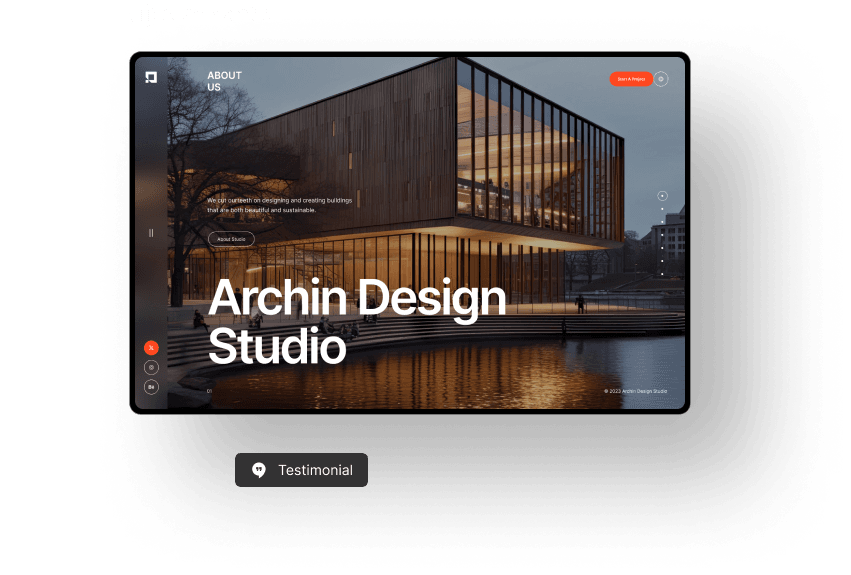 ABOUT
US
Start A Project
We cut our teeth on designing and creating buildings
that are both beautiful and sustainable.
About Studio
Archin Design
Studio
Bē
01
© 2023 Archin Design Studio
Testimonial